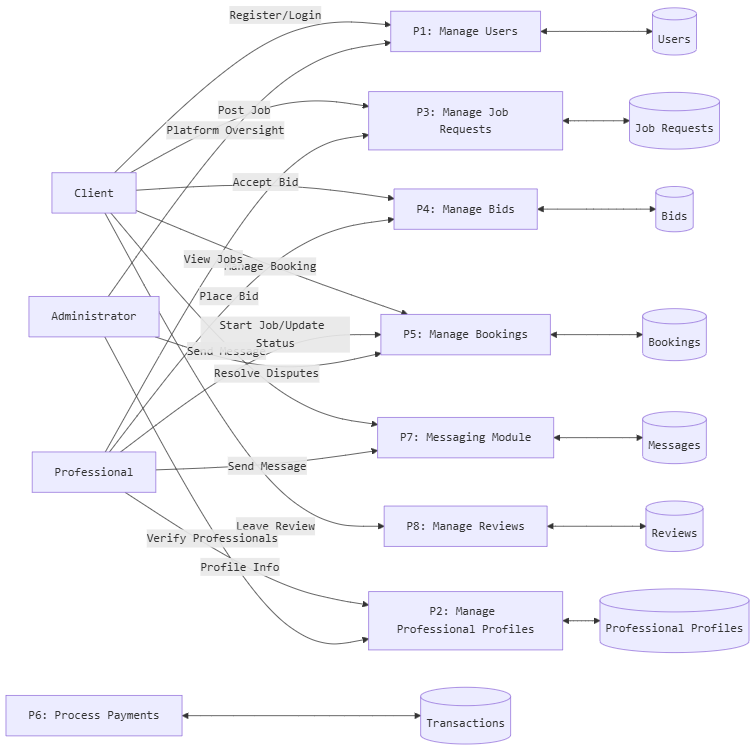 Register/Login
P1: Manage Users
Users
Post Job
Platform Oversight
P3: Manage Job
Requests
Job Requests
Client
Accept Bid
P4: Manage Bids
Bids
View Jobs
Manage Booking
Place Bid
Administrator
Start Job/Update
Status
P5: Manage Bookings
Bookings
Send Message
Resolve Disputes
P7: Messaging Module
Messages
Professional
Send Message
Leave Review
P8: Manage Reviews
Reviews
Verify Professionals
Profile Info
P2: Manage
Professional Profiles
Professional Profiles
P6: Process Payments
Transactions